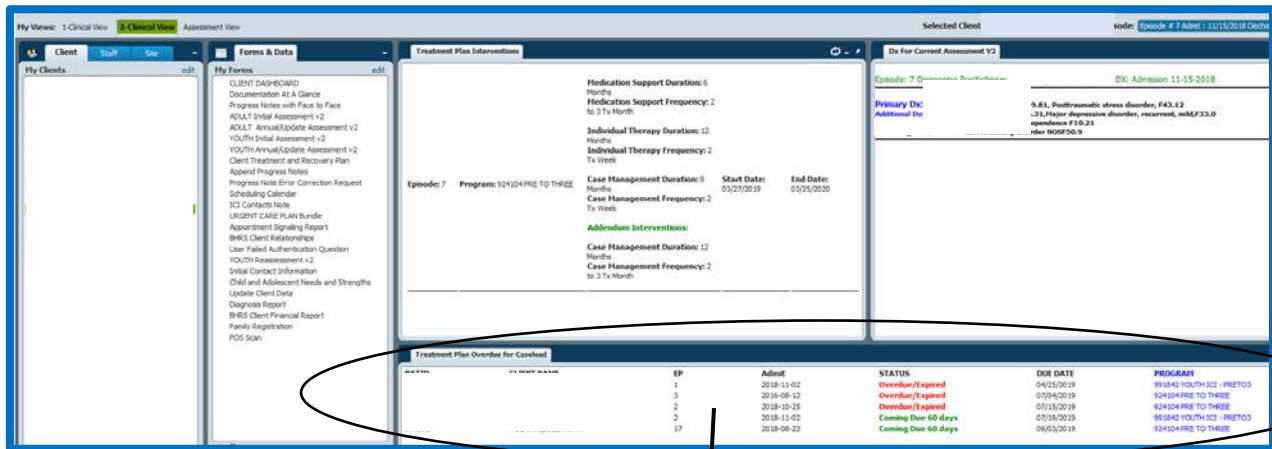 My Views: 1-Clinical View 2-Clinical View Assessment View
Selected Client
sode: Episode # 7 Admit : 11/15/2018 Discha
Client Staff Site -
My Clients edit
Forms & Data -
My Forms edit
CLIENT DASHBOARD
Documentation At A Glance
Progress Notes with Face to Face
ADULT Initial Assessment v2
ADULT Annual/Update Assessment v2
YOUTH Initial Assessment v2
YOUTH Annual/Update Assessment v2
Client Treatment and Recovery Plan
Append Progress Notes
Progress Note Error Correction Request
Scheduling Calendar
ICI Contacts Note
URGENT CARE PLAN Bundle
Appointment Signaling Report
BHRS Client Relationships
User Failed Authentication Question
YOUTH Reassessment v2
Initial Contact Information
Child and Adolescent Needs and Strengths
Update Client Data
Diagnosis Report
BHRS Client Financial Report
Family Registration
POS Scan
Treatment Plan Interventions
Episode: 7 Program: 924104 PRE TO THREE
Medication Support Duration: 6
Months
Medication Support Frequency: 2
to 3 Tx Month
Individual Therapy Duration: 12
Months
Individual Therapy Frequency: 2
Tx Week
Case Management Duration: 9
Months
Case Management Frequency: 2
Tx Week
Addendum Interventions:
Case Management Duration: 12
Months
Case Management Frequency: 2
to 3 Tx Month
Start Date:
03/27/2019
End Date:
03/25/2020
Dx For Current Assessment V2
Episode: 7 DX: Admission 11-15-2018
Primary Dx: 9.81, Posttraumatic stress disorder, F43.12
Additional Dx: .31,Major depressive disorder, recurrent, mild,F33.0
ependence F10.21
rder NOSF50.9
Treatment Plan Overdue for Caseload
PATID CLIENT NAME EP Admit STATUS DUE DATE PROGRAM
1 2018-11-02 Overdue/Expired 04/25/2019 991842 YOUTH ICI - PRETO3
3 2016-08-12 Overdue/Expired 07/04/2019 924104 PRE TO THREE
2 2018-10-25 Overdue/Expired 07/15/2019 924104 PRE TO THREE
2 2018-11-02 Coming Due 60 days 07/19/2019 991842 YOUTH ICI - PRETO3
17 2018-08-23 Coming Due 60 days 09/03/2019 924104 PRE TO THREE